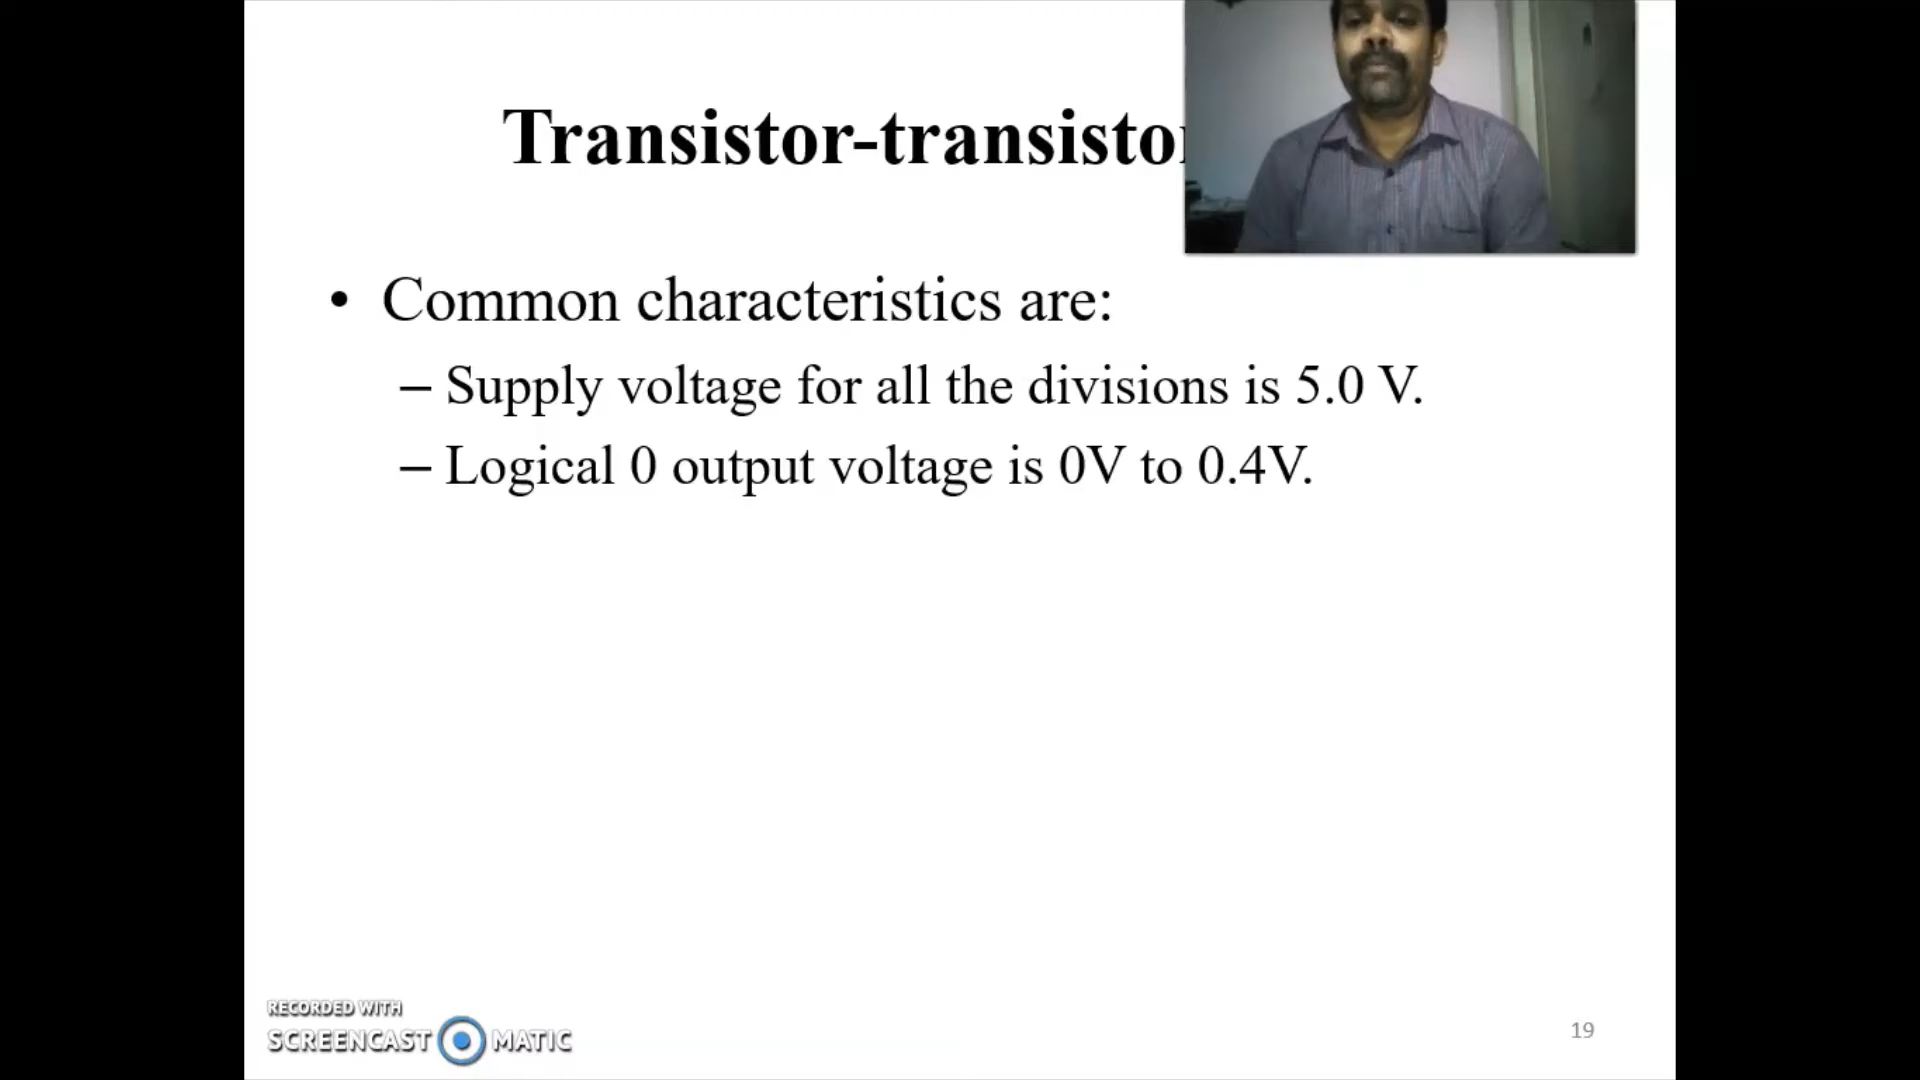 Transistor-transistor
• Common characteristics are:
– Supply voltage for all the divisions is 5.0 V.
– Logical 0 output voltage is 0V to 0.4V.
RECORDED WITH
SCREENCAST MATIC
19